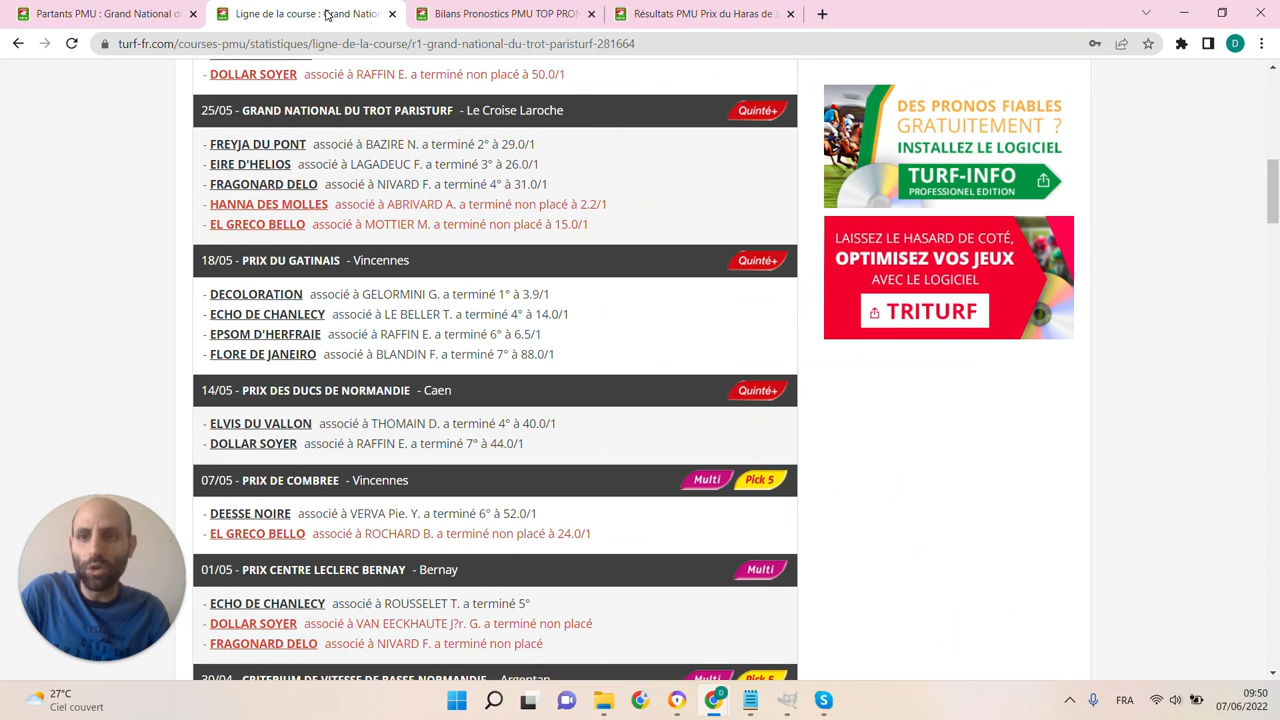 Partants PMU : Grand National d
Ligne de la course : Grand Nation
Bilans Pronostics PMU TOP PRON
Résultats PMU Prix du Haras de
turf-fr.com/courses-pmu/statistiques/ligne-de-la-course/r1-grand-national-du-trot-paristurf-281664
D
- DOLLAR SOYER associé à RAFFIN E. a terminé non placé à 50.0/1
25/05 - GRAND NATIONAL DU TROT PARISTURF - Le Croise Laroche Quinté+
- FREYJA DU PONT associé à BAZIRE N. a terminé 2° à 29.0/1
- EIRE D'HELIOS associé à LAGADEUC F. a terminé 3° à 26.0/1
- FRAGONARD DELO associé à NIVARD F. a terminé 4° à 31.0/1
- HANNA DES MOLLES associé à ABRIVARD A. a terminé non placé à 2.2/1
- EL GRECO BELLO associé à MOTTIER M. a terminé non placé à 15.0/1
18/05 - PRIX DU GATINAIS - Vincennes Quinté+
- DECOLORATION associé à GELORMINI G. a terminé 1° à 3.9/1
- ECHO DE CHANLECY associé à LE BELLER T. a terminé 4° à 14.0/1
- EPSOM D'HERFRAIE associé à RAFFIN E. a terminé 6° à 6.5/1
- FLORE DE JANEIRO associé à BLANDIN F. a terminé 7° à 88.0/1
14/05 - PRIX DES DUCS DE NORMANDIE - Caen Quinté+
- ELVIS DU VALLON associé à THOMAIN D. a terminé 4° à 40.0/1
- DOLLAR SOYER associé à RAFFIN E. a terminé 7° à 44.0/1
07/05 - PRIX DE COMBREE - Vincennes Multi Pick 5
- DEESSE NOIRE associé à VERVA Pie. Y. a terminé 6° à 52.0/1
- EL GRECO BELLO associé à ROCHARD B. a terminé non placé à 24.0/1
01/05 - PRIX CENTRE LECLERC BERNAY - Bernay Multi
- ECHO DE CHANLECY associé à ROUSSELET T. a terminé 5°
- DOLLAR SOYER associé à VAN EECKHAUTE J?r. G. a terminé non placé
- FRAGONARD DELO associé à NIVARD F. a terminé non placé
30/04 - CRITERIUM DE VITESSE DE BASSE NORMANDIE - Argentan Multi Pick 5
DES PRONOS FIABLES
GRATUITEMENT ?
INSTALLEZ LE LOGICIEL
TURF-INFO
PROFESSIONEL EDITION
LAISSEZ LE HASARD DE COTÉ,
OPTIMISEZ VOS JEUX
AVEC LE LOGICIEL
TRITURF
27°C
Ciel couvert
D
FRA
09:50
07/06/2022